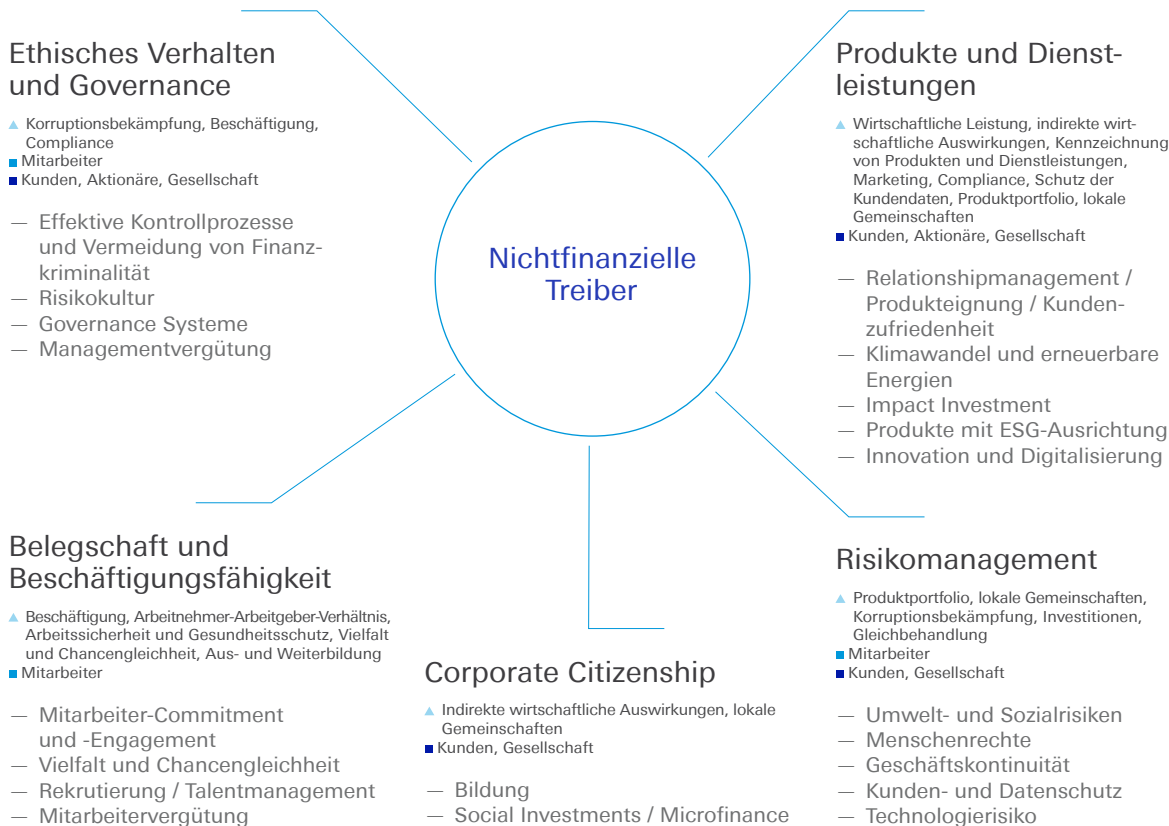 Ethisches Verhalten
und Governance
▲ Korruptionsbekämpfung, Beschäftigung,
Compliance
■ Mitarbeiter
■ Kunden, Aktionäre, Gesellschaft
— Effektive Kontrollprozesse
und Vermeidung von Finanz-
kriminalität
— Risikokultur
— Governance Systeme
— Managementvergütung
Nichtfinanzielle
Treiber
Produkte und Dienst-
leistungen
▲ Wirtschaftliche Leistung, indirekte wirt-
schaftliche Auswirkungen, Kennzeichnung
von Produkten und Dienstleistungen,
Marketing, Compliance, Schutz der
Kundendaten, Produktportfolio, lokale
Gemeinschaften
■ Kunden, Aktionäre, Gesellschaft
— Relationshipmanagement /
Produkteignung / Kunden-
zufriedenheit
— Klimawandel und erneuerbare
Energien
— Impact Investment
— Produkte mit ESG-Ausrichtung
— Innovation und Digitalisierung
Belegschaft und
Beschäftigungsfähigkeit
▲ Beschäftigung, Arbeitnehmer-Arbeitgeber-Verhältnis,
Arbeitssicherheit und Gesundheitsschutz, Vielfalt
und Chancengleichheit, Aus- und Weiterbildung
■ Mitarbeiter
— Mitarbeiter-Commitment
und -Engagement
— Vielfalt und Chancengleichheit
— Rekrutierung / Talentmanagement
— Mitarbeitervergütung
Corporate Citizenship
▲ Indirekte wirtschaftliche Auswirkungen, lokale
Gemeinschaften
■ Kunden, Gesellschaft
— Bildung
— Social Investments / Microfinance
Risikomanagement
▲ Produktportfolio, lokale Gemeinschaften,
Korruptionsbekämpfung, Investitionen,
Gleichbehandlung
■ Mitarbeiter
■ Kunden, Gesellschaft
— Umwelt- und Sozialrisiken
— Menschenrechte
— Geschäftskontinuität
— Kunden- und Datenschutz
— Technologierisiko